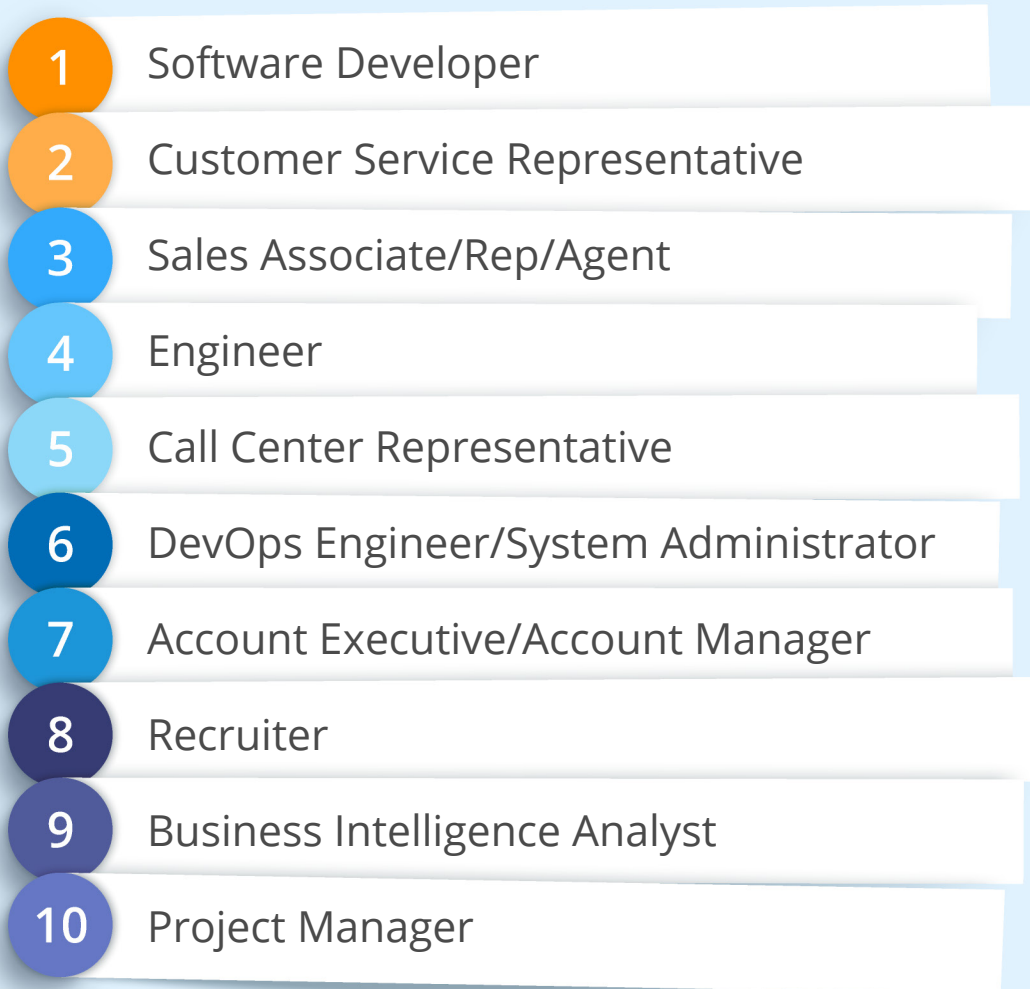 1 Software Developer
2 Customer Service Representative
3 Sales Associate/Rep/Agent
4 Engineer
5 Call Center Representative
6 DevOps Engineer/System Administrator
7 Account Executive/Account Manager
8 Recruiter
9 Business Intelligence Analyst
10 Project Manager